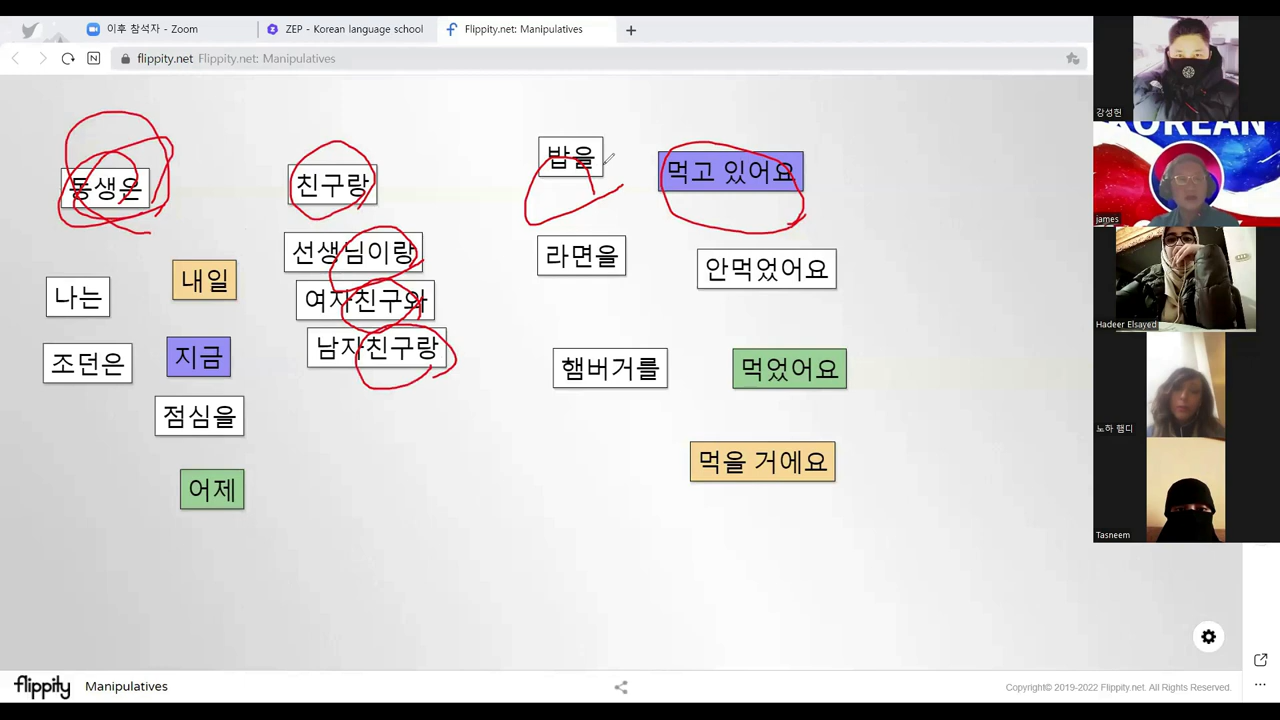 이후 참석자 - Zoom
ZEP - Korean language school
Flippity.net: Manipulatives
flippity.net Flippity.net: Manipulatives
동생은
친구랑
밥을
먹고 있어요
선생님이랑
라면을
안먹었어요
나는
내일
여자친구와
조던은
지금
남자친구랑
햄버거를
먹었어요
점심을
먹을 거에요
어제
강성헌
KOREAN
james
Hadeer Elsayed
노하 햄디
Tasneem
flippity
Manipulatives
Copyright© 2019-2022 Flippity.net. All Rights Reserved.